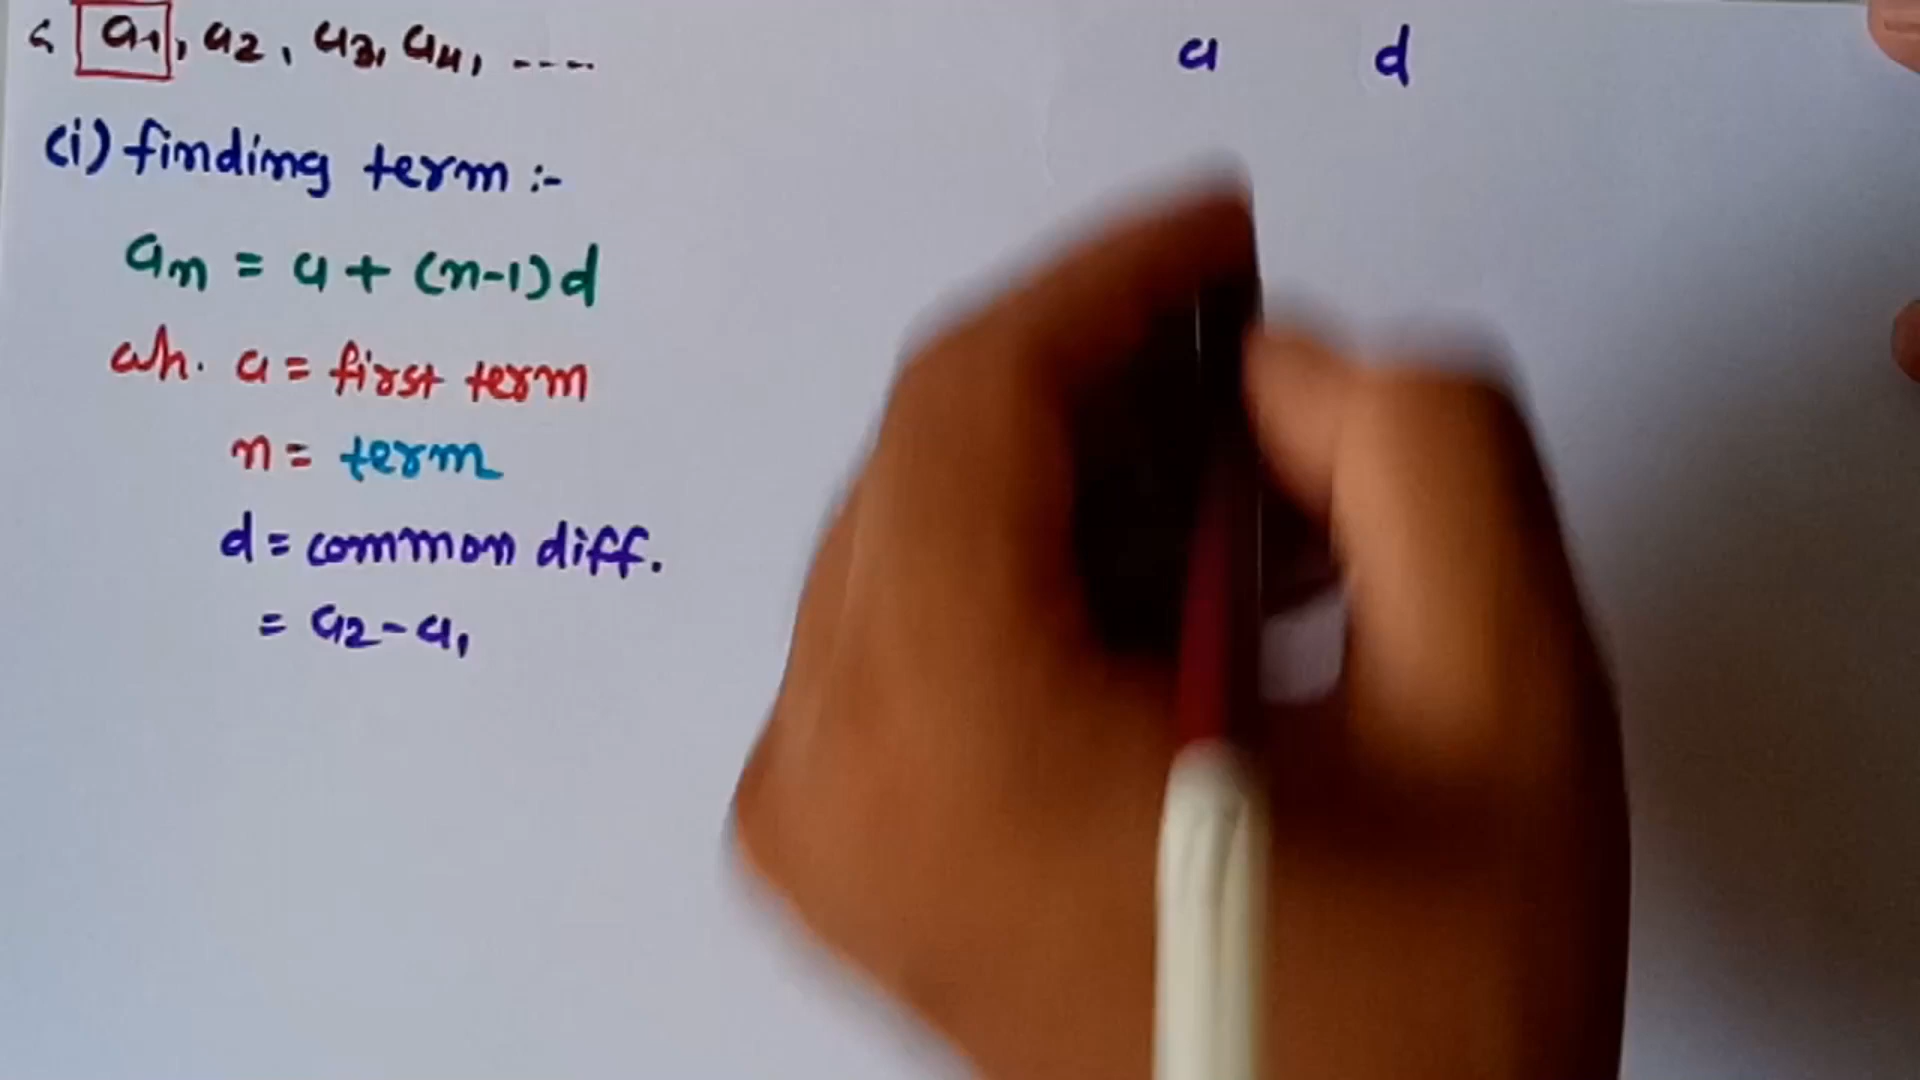 a1, a2, a3, a4, ----
a d
(i) finding term :-
an = a + (n-1)d
wh. a = first term
n = term
d = common diff.
= a2 - a1